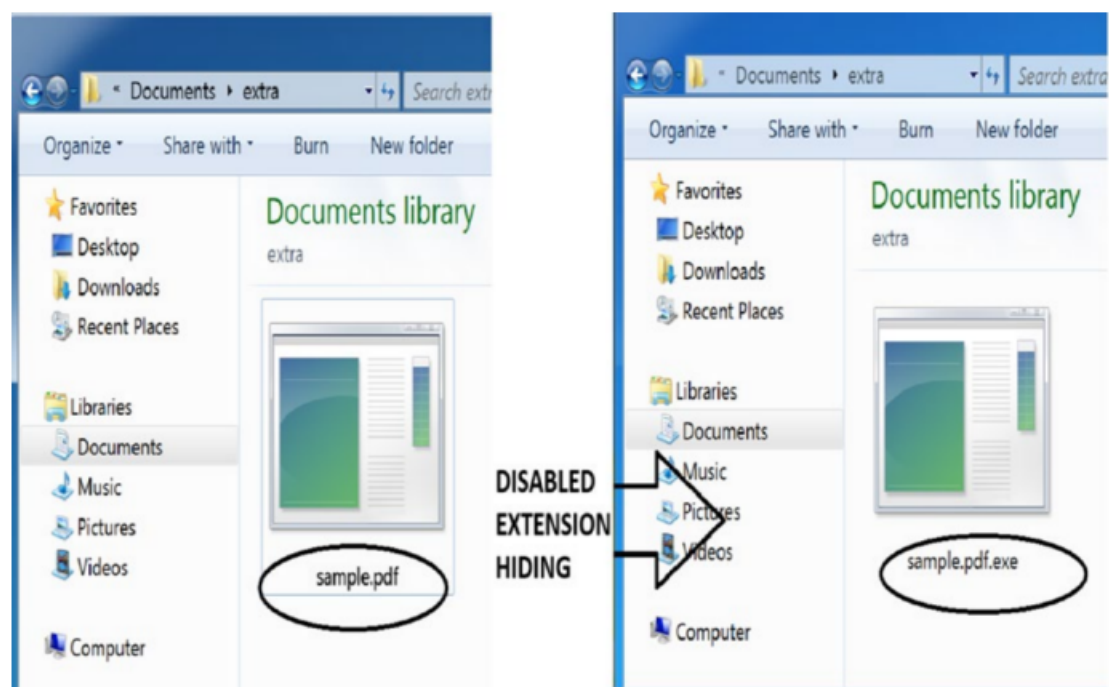 « Documents ▸ extra
Search extr
Organize
Share with
Burn
New folder
Favorites
Desktop
Downloads
Recent Places
Libraries
Documents
Music
Pictures
Videos
Computer
Documents library
extra
sample.pdf
DISABLED
EXTENSION
HIDING
« Documents ▸ extra
Search extra
Organize
Share with
Burn
New folder
Favorites
Desktop
Downloads
Recent Places
Libraries
Documents
Music
Pictures
Videos
Computer
Documents library
extra
sample.pdf.exe